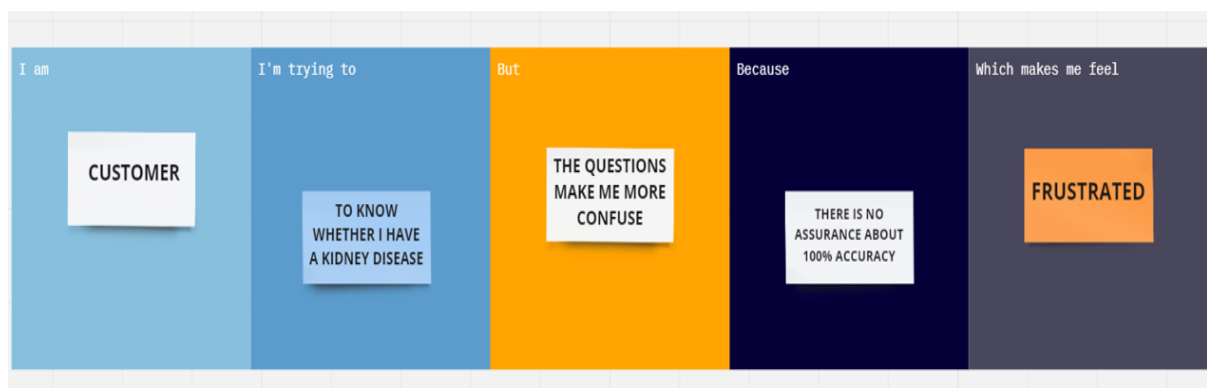 I am
CUSTOMER
I'm trying to
TO KNOW
WHETHER I HAVE
A KIDNEY DISEASE
But
THE QUESTIONS
MAKE ME MORE
CONFUSE
Because
THERE IS NO
ASSURANCE ABOUT
100% ACCURACY
Which makes me feel
FRUSTRATED